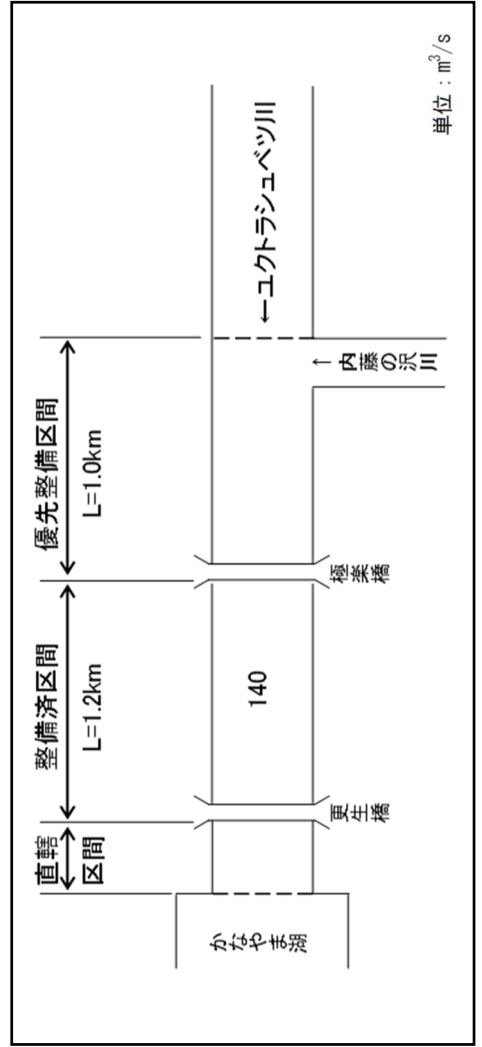 直轄
区間
整備済区間
L=1.2km
優先整備区間
L=1.0km
かなやま湖
140
←ユクトラシュベツ川
更生橋
極楽橋
↑内藤の沢川
単位：m³/s